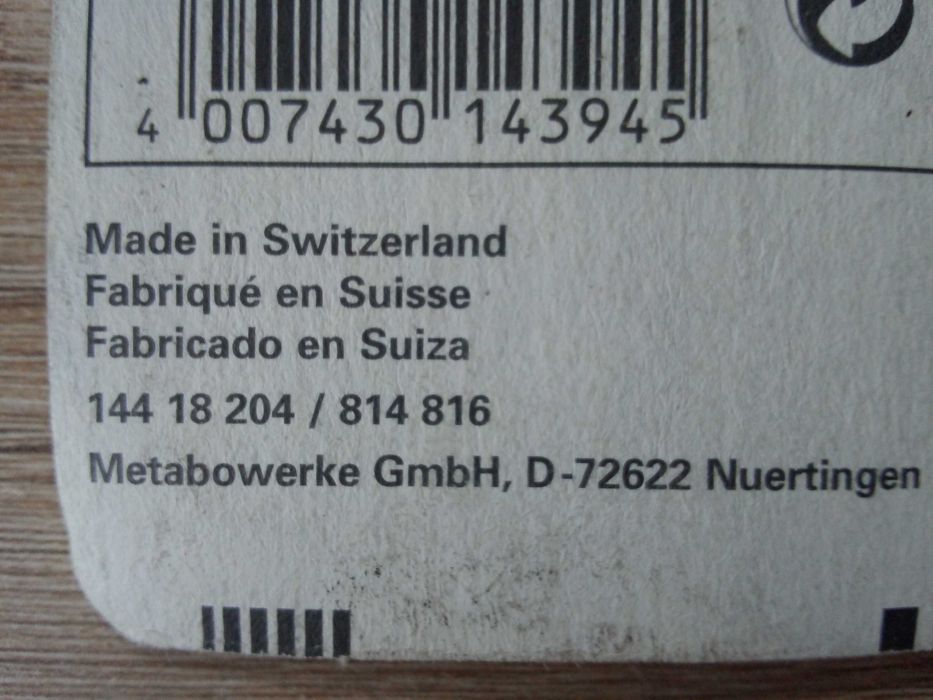 4 007430 143945
Made in Switzerland
Fabriqué en Suisse
Fabricado en Suiza
144 18 204 / 814 816
Metabowerke GmbH, D-72622 Nuertingen